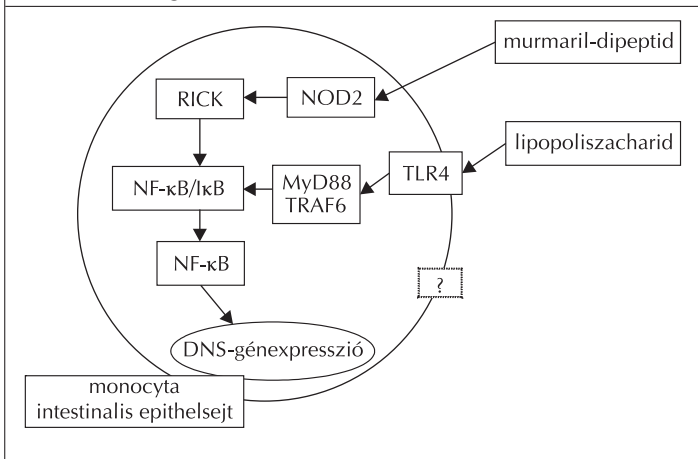 murmaril-dipeptid
RICK
NOD2
lipopoliszacharid
NF-κB/IκB
MyD88
TRAF6
TLR4
NF-κB
?
DNS-génexpresszió
monocyta
intestinalis epithelsejt